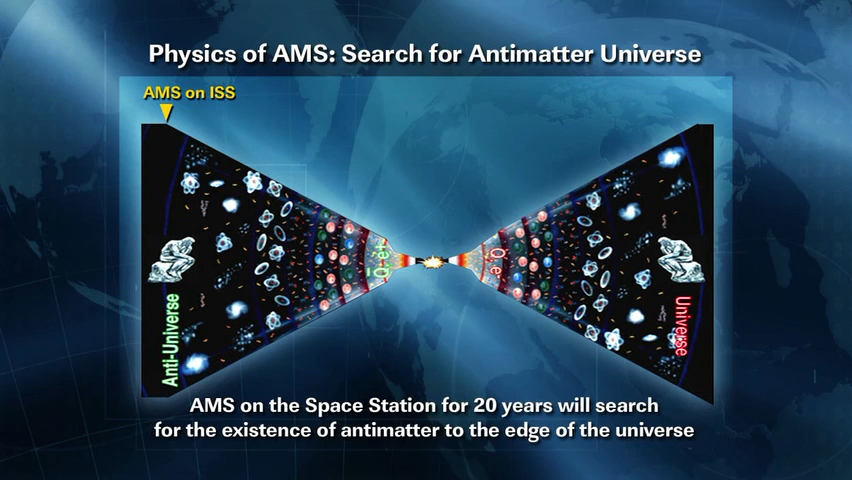 Physics of AMS: Search for Antimatter Universe
AMS on ISS
Anti-Universe
Universe
AMS on the Space Station for 20 years will search
for the existence of antimatter to the edge of the universe